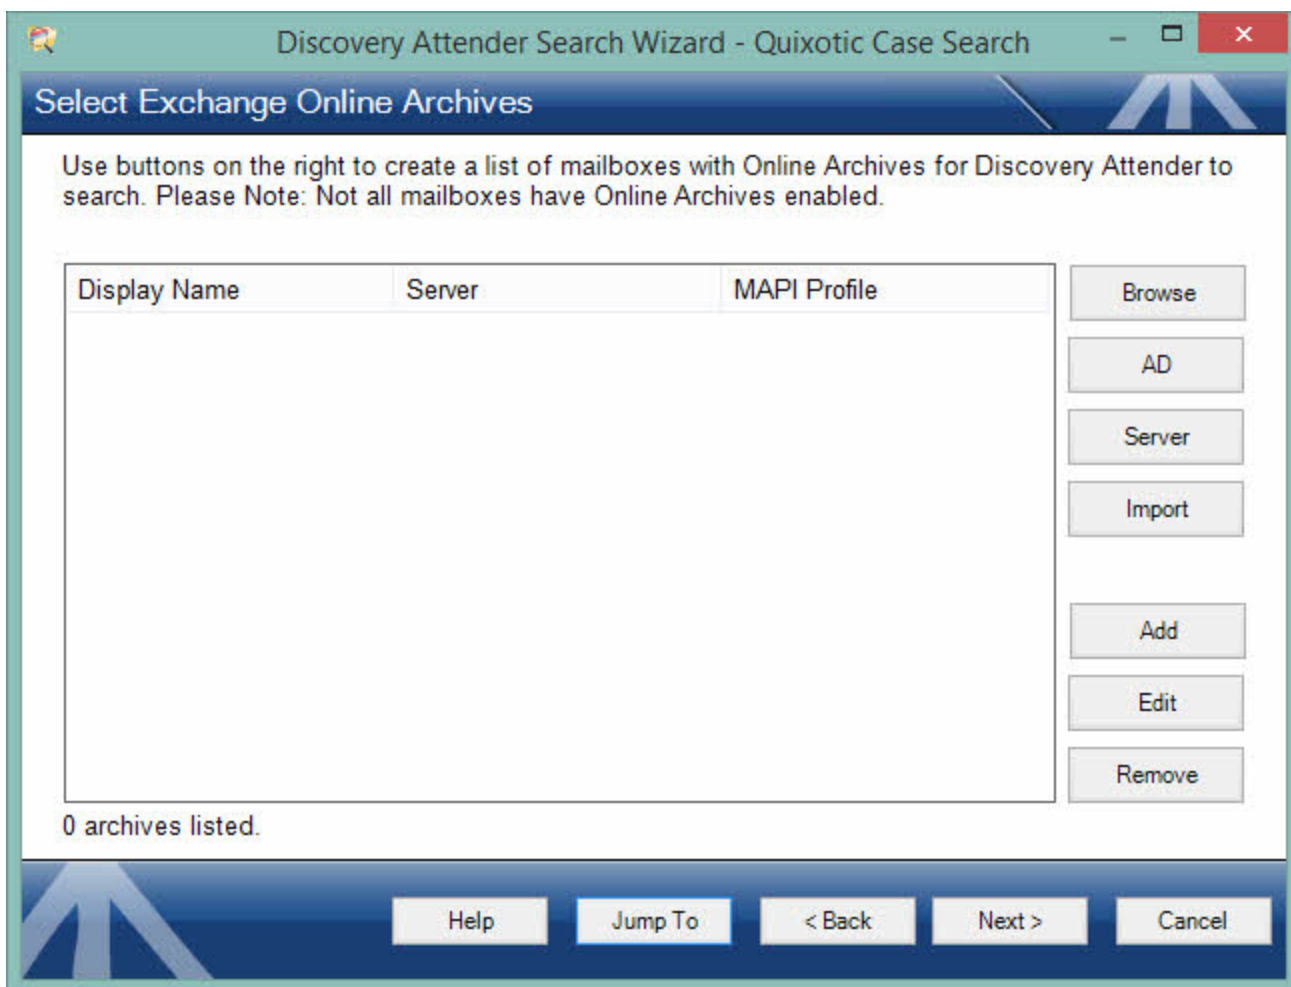 Discovery Attender Search Wizard - Quixotic Case Search
Select Exchange Online Archives
Use buttons on the right to create a list of mailboxes with Online Archives for Discovery Attender to
search. Please Note: Not all mailboxes have Online Archives enabled.
Display Name Server MAPI Profile
Browse
AD
Server
Import
Add
Edit
Remove
0 archives listed.
Help Jump To < Back Next > Cancel